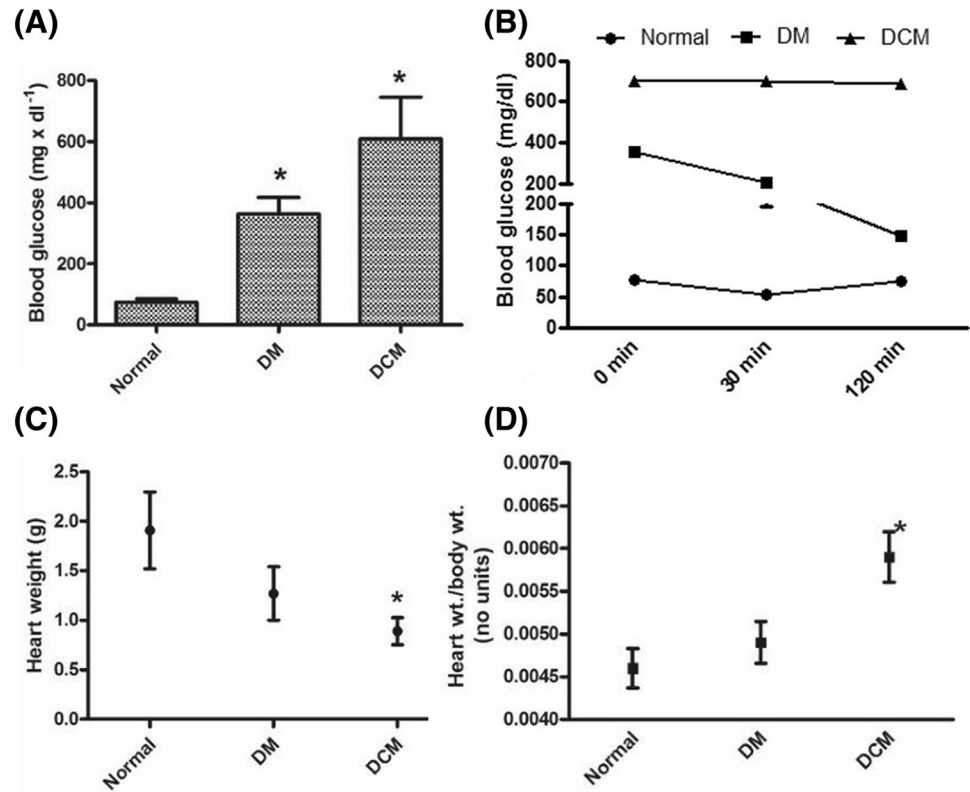 (A)
Blood glucose (mg x dl⁻¹)
800
600
400
200
0
*
*
Normal
DM
DCM
(B)
Normal DM DCM
Blood glucose (mg/dl)
800
600
400
200
200
150
100
50
0
0 min
30 min
120 min
(C)
Heart weight (g)
2.5
2.0
1.5
1.0
0.5
0.0
*
Normal
DM
DCM
(D)
Heart wt./body wt.
(no units)
0.0070
0.0065
0.0060
0.0055
0.0050
0.0045
0.0040
*
Normal
DM
DCM